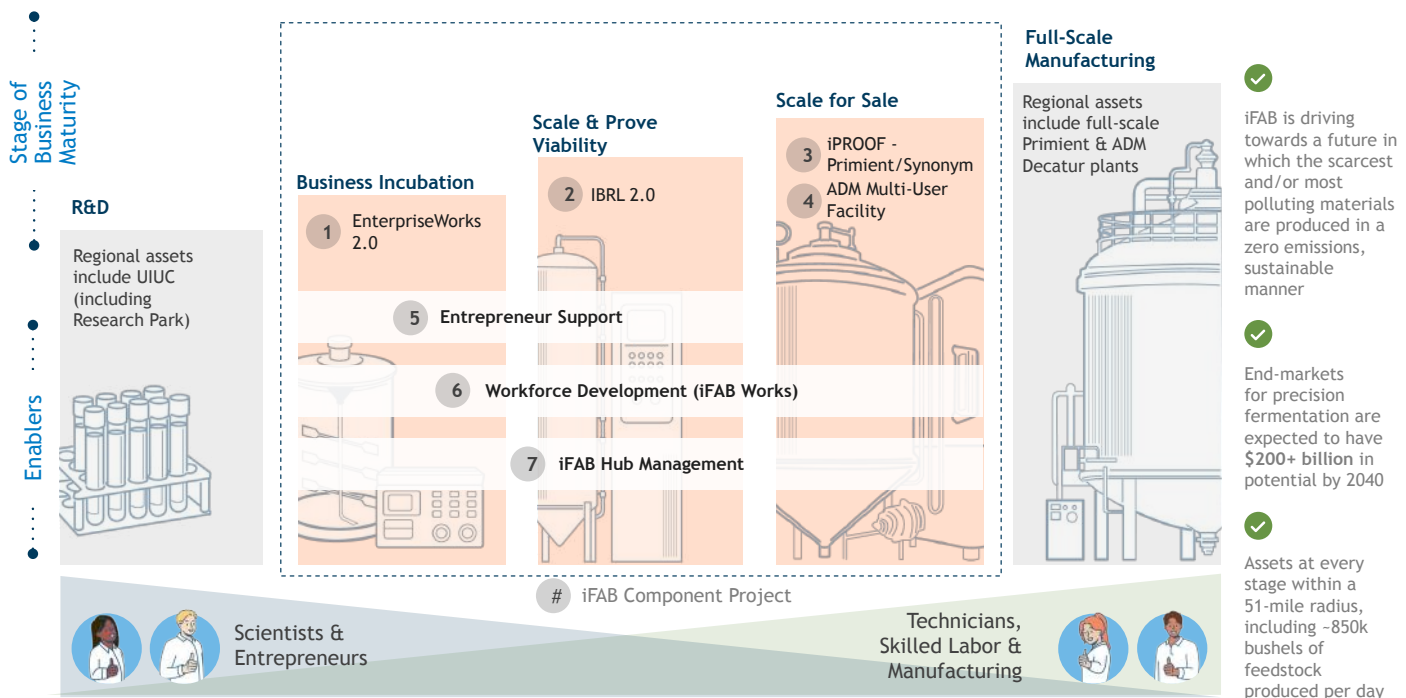 Stage of
Business
Maturity
Enablers
R&D
Regional assets
include UIUC
(including
Research Park)
Business Incubation
1
EnterpriseWorks
2.0
Scale & Prove
Viability
2
IBRL 2.0
Scale for Sale
3
iPROOF -
Primient/Synonym
4
ADM Multi-User
Facility
5
Entrepreneur Support
6
Workforce Development (iFAB Works)
7
iFAB Hub Management
Full-Scale
Manufacturing
Regional assets
include full-scale
Primient & ADM
Decatur plants
# iFAB Component Project
Scientists &
Entrepreneurs
Technicians,
Skilled Labor &
Manufacturing
iFAB is driving
towards a future in
which the scarcest
and/or most
polluting materials
are produced in a
zero emissions,
sustainable
manner
End-markets
for precision
fermentation are
expected to have
$200+ billion in
potential by 2040
Assets at every
stage within a
51-mile radius,
including ~850k
bushels of
feedstock
produced per day